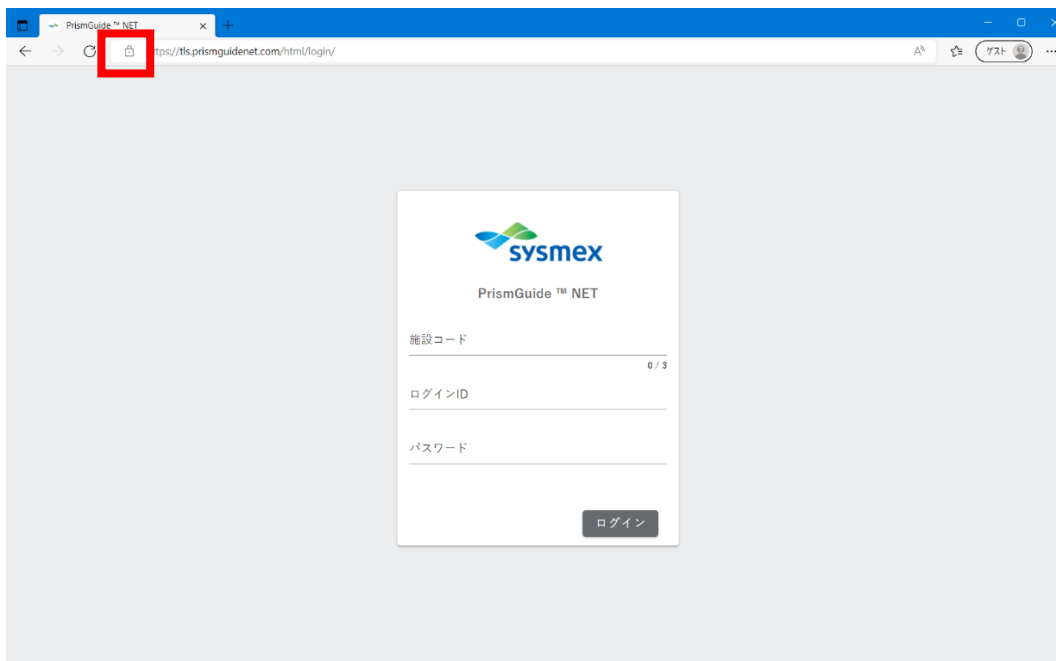 PrismGuide ™ NET
tps://tls.prismguidenet.com/html/login/
ゲスト
sysmex
PrismGuide ™ NET
施設コード
0 / 3
ログインID
パスワード
ログイン